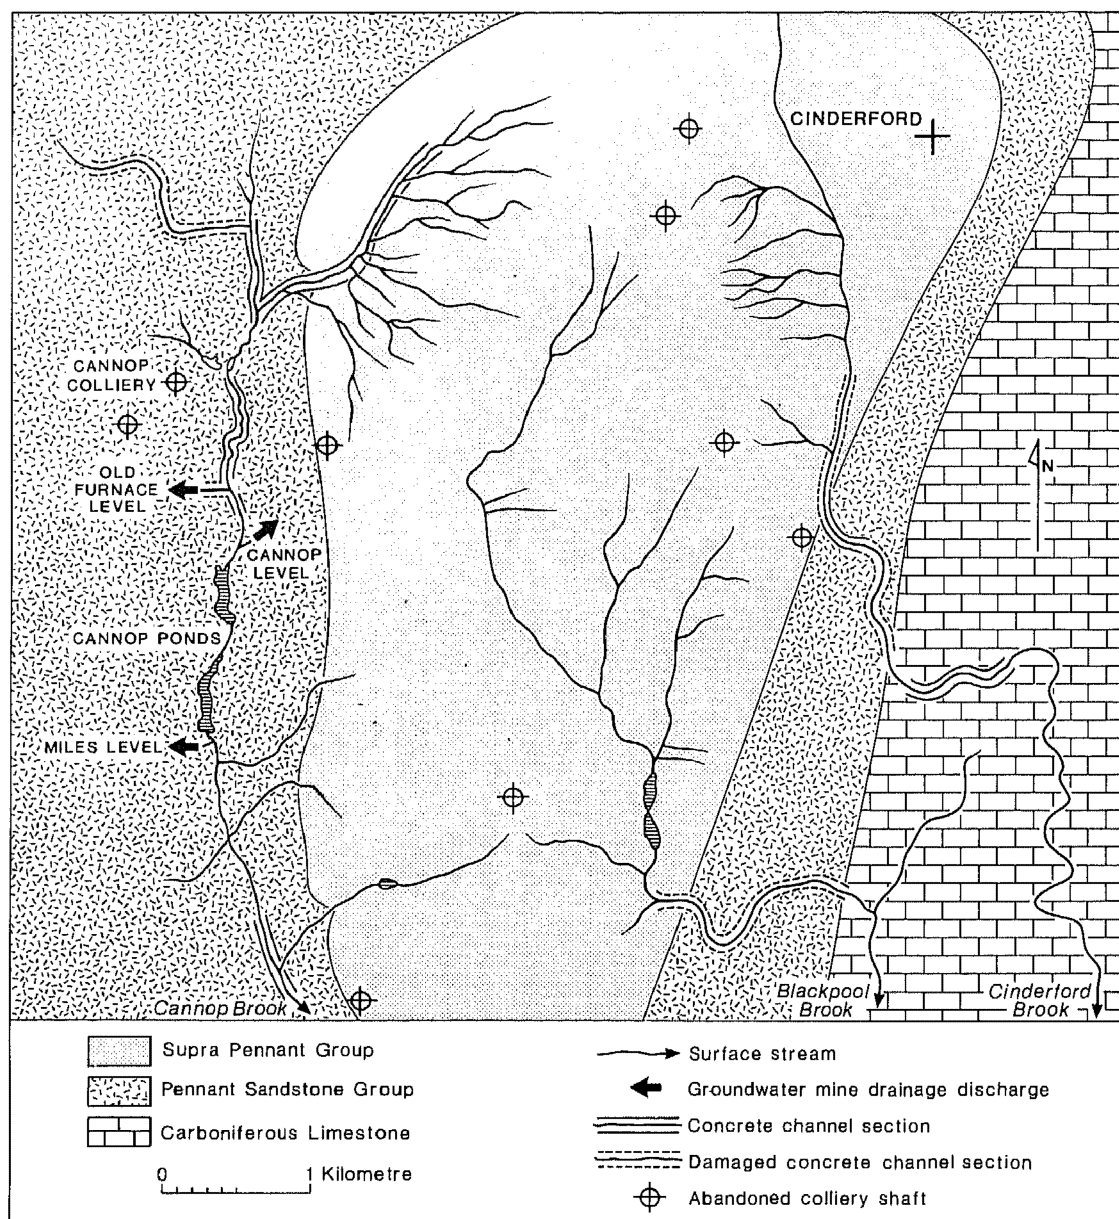 CINDERFORD
CANNOP
COLLIERY
OLD
FURNACE
LEVEL
CANNOP
LEVEL
N
CANNOP PONDS
MILES LEVEL
Cannop Brook
Blackpool
Brook
Cinderford
Brook
Supra Pennant Group
Pennant Sandstone Group
Carboniferous Limestone
0 1 Kilometre
Surface stream
Groundwater mine drainage discharge
Concrete channel section
Damaged concrete channel section
Abandoned colliery shaft